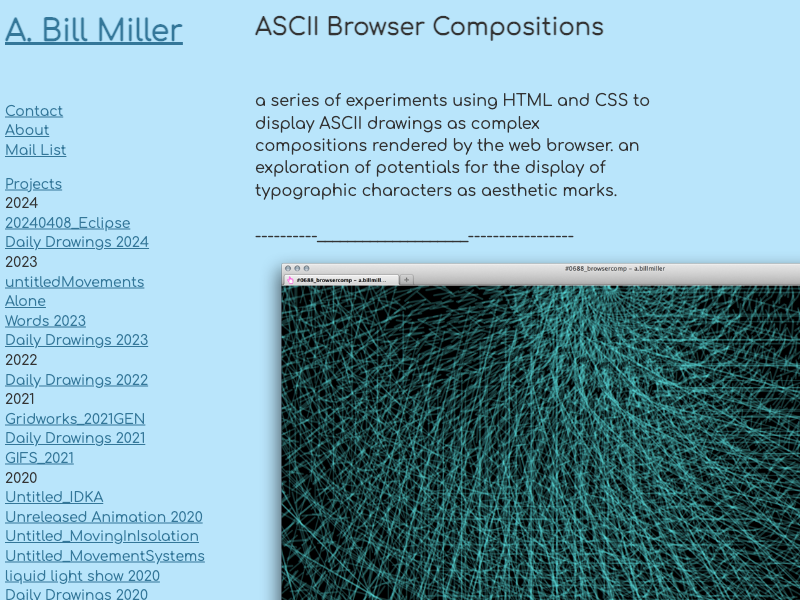 A. Bill Miller
Contact
About
Mail List
Projects
2024
20240408_Eclipse
Daily Drawings 2024
2023
untitledMovements
Alone
Words 2023
Daily Drawings 2023
2022
Daily Drawings 2022
2021
Gridworks_2021GEN
Daily Drawings 2021
GIFS_2021
2020
Untitled_IDKA
Unreleased Animation 2020
Untitled_MovingInIsolation
Untitled_MovementSystems
liquid light show 2020
Daily Drawings 2020
ASCII Browser Compositions
a series of experiments using HTML and CSS to
display ASCII drawings as complex
compositions rendered by the web browser. an
exploration of potentials for the display of
typographic characters as aesthetic marks.
----------____________________-----------------
#0688_browsercomp – a.billmiller
#0688_browsercomp – a.billmill...